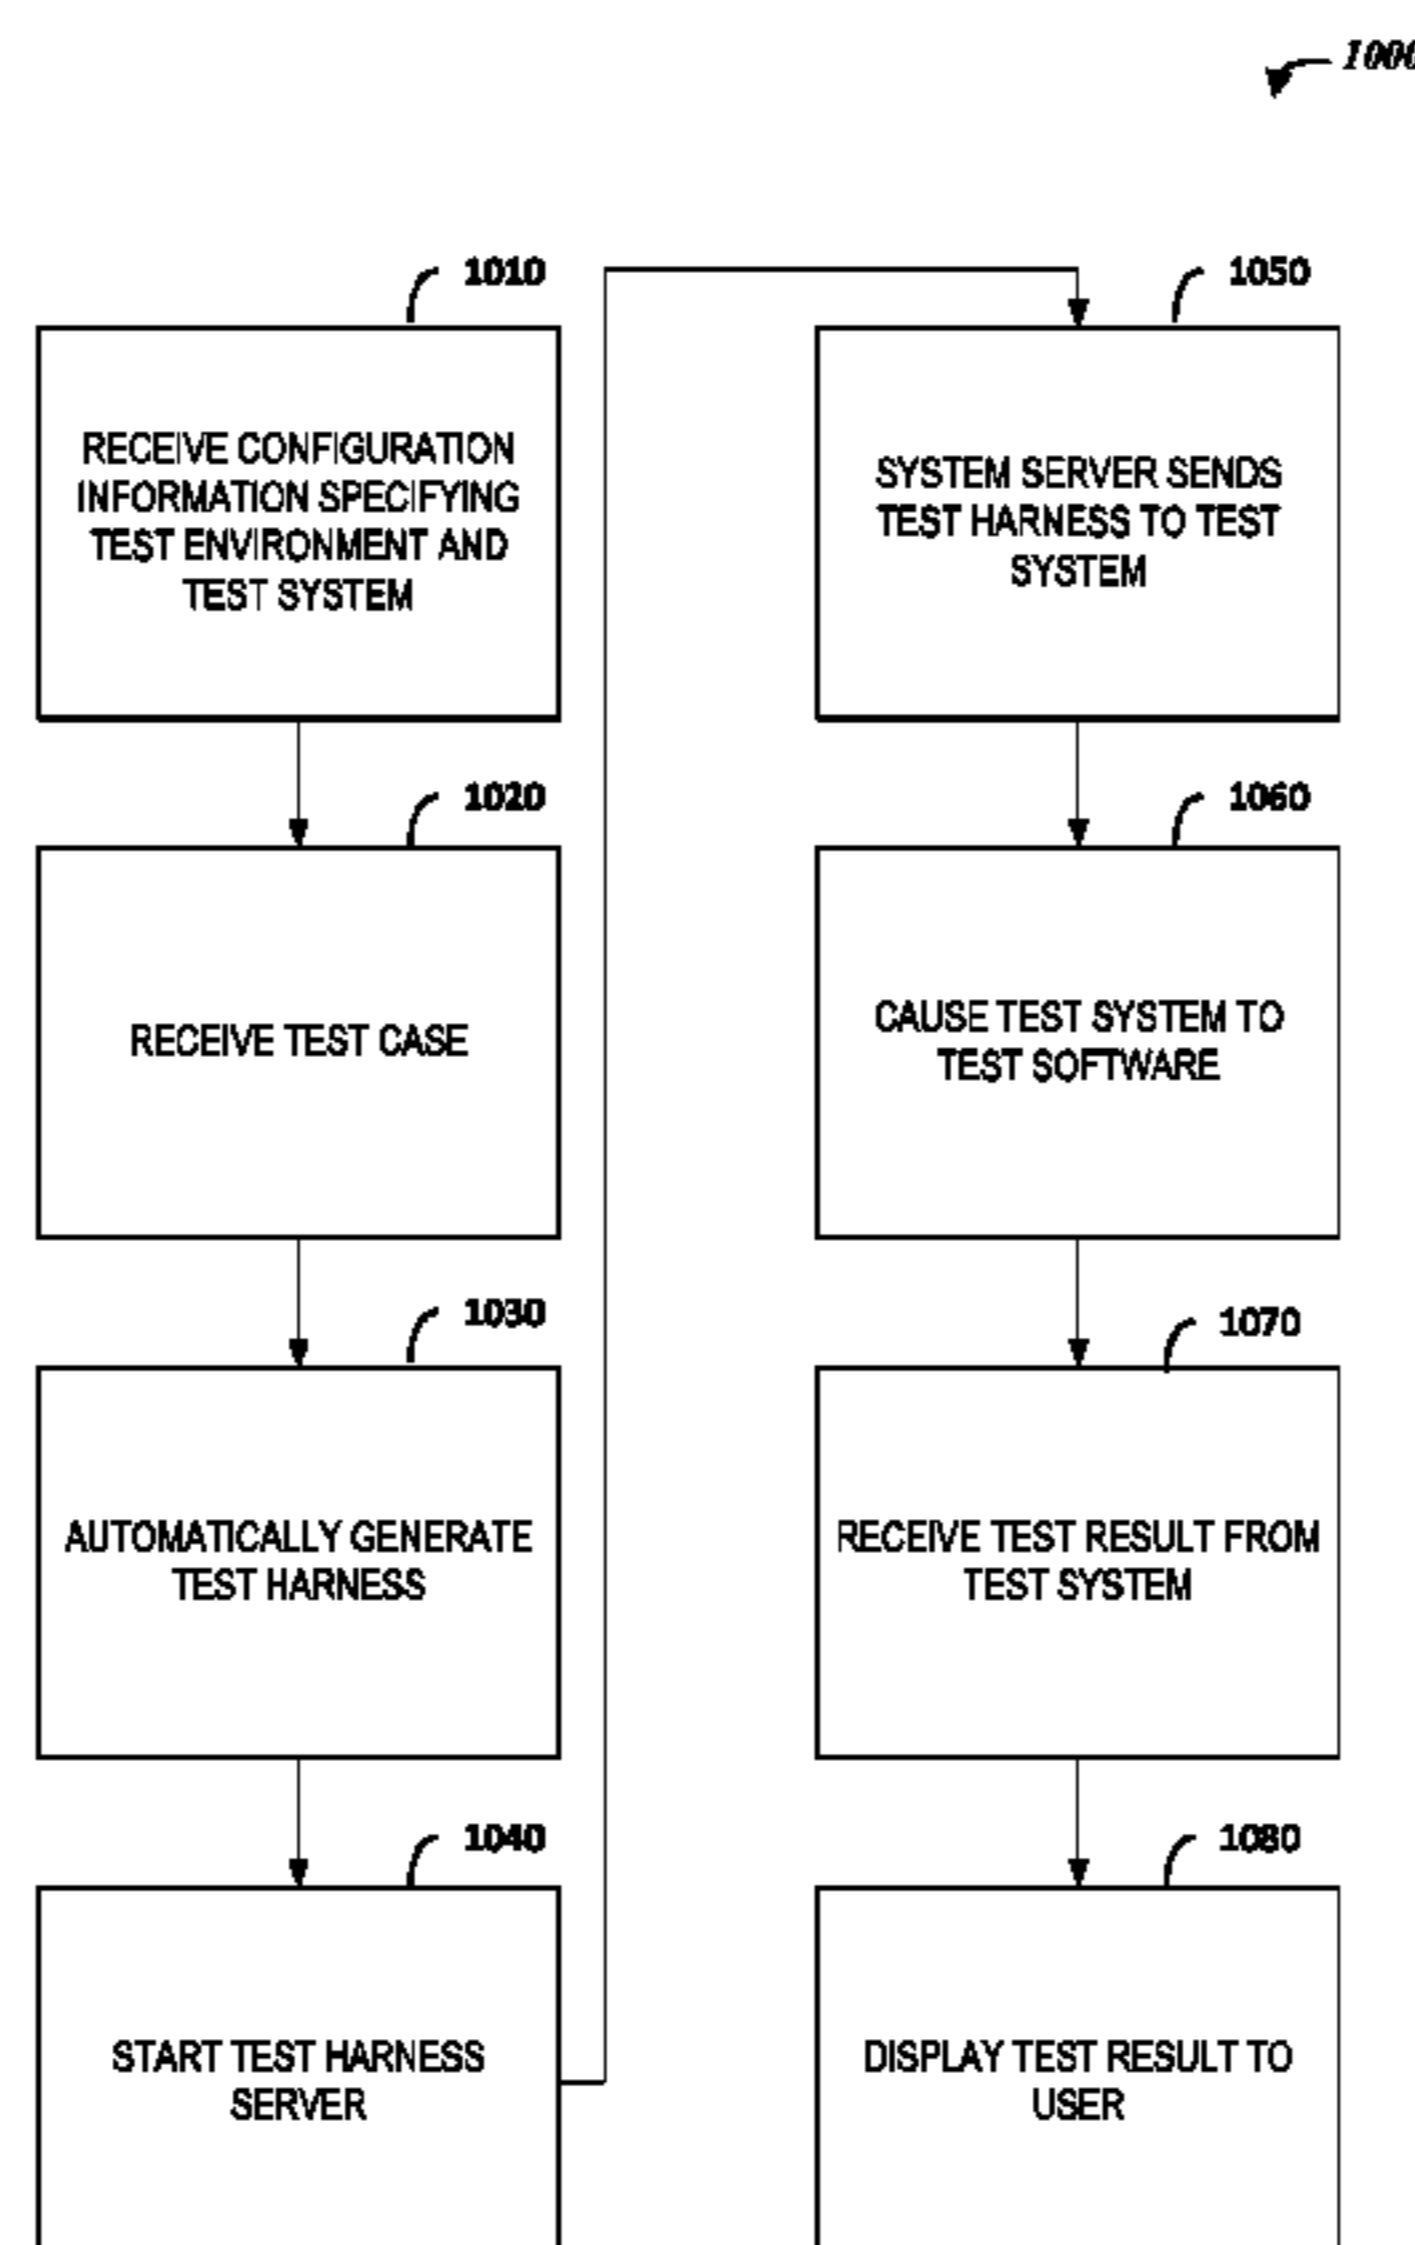 1000
1010
RECEIVE CONFIGURATION
INFORMATION SPECIFYING
TEST ENVIRONMENT AND
TEST SYSTEM
1020
RECEIVE TEST CASE
1030
AUTOMATICALLY GENERATE
TEST HARNESS
1040
START TEST HARNESS
SERVER
1050
SYSTEM SERVER SENDS
TEST HARNESS TO TEST
SYSTEM
1060
CAUSE TEST SYSTEM TO
TEST SOFTWARE
1070
RECEIVE TEST RESULT FROM
TEST SYSTEM
1080
DISPLAY TEST RESULT TO
USER